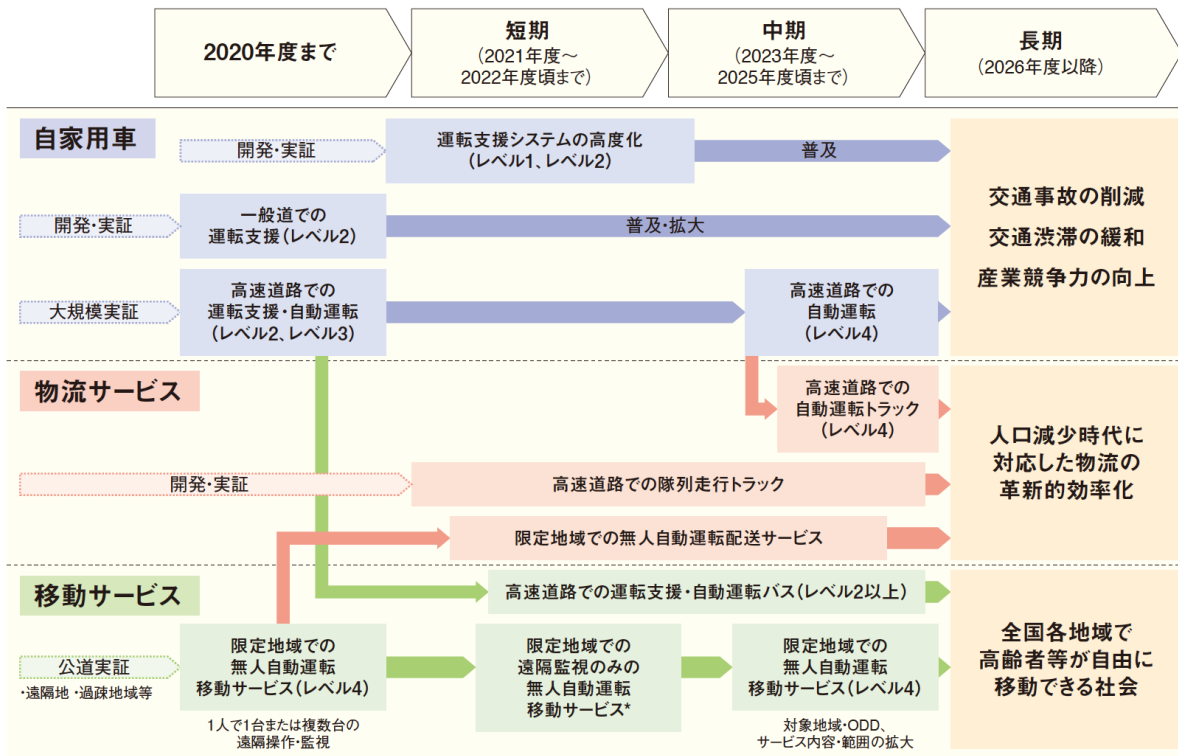 2020年度まで
短期
(2021年度～
2022年度頃まで)
中期
(2023年度～
2025年度頃まで)
長期
(2026年度以降)
自家用車
開発・実証
運転支援システムの高度化
(レベル1、レベル2)
普及
開発・実証
一般道での
運転支援(レベル2)
普及・拡大
大規模実証
高速道路での
運転支援・自動運転
(レベル2、レベル3)
高速道路での
自動運転
(レベル4)
交通事故の削減
交通渋滞の緩和
産業競争力の向上
物流サービス
高速道路での
自動運転トラック
(レベル4)
開発・実証
高速道路での隊列走行トラック
限定地域での無人自動運転配送サービス
人口減少時代に
対応した物流の
革新的効率化
移動サービス
高速道路での運転支援・自動運転バス(レベル2以上)
公道実証
・遠隔地 ・過疎地域等
限定地域での
無人自動運転
移動サービス(レベル4)
1人で1台または複数台の
遠隔操作・監視
限定地域での
遠隔監視のみの
無人自動運転
移動サービス*
限定地域での
無人自動運転
移動サービス(レベル4)
対象地域・ODD、
サービス内容・範囲の拡大
全国各地域で
高齢者等が自由に
移動できる社会